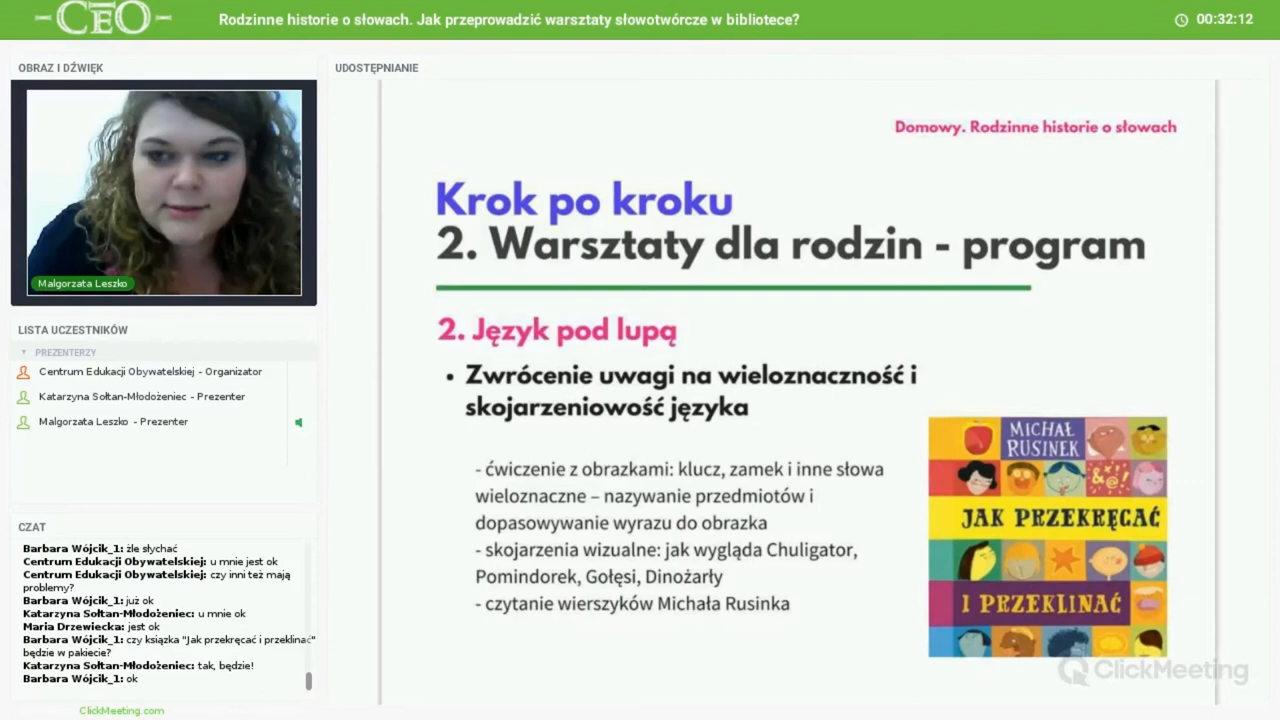 CEO
Rodzinne historie o słowach. Jak przeprowadzić warsztaty słowotwórcze w bibliotece?
00:32:12
OBRAZ I DŹWIĘK
Malgorzata Leszko
LISTA UCZESTNIKÓW
PREZENTERZY
Centrum Edukacji Obywatelskiej - Organizator
Katarzyna Sołtan-Młodożeniec - Prezenter
Malgorzata Leszko - Prezenter
CZAT
Barbara Wójcik_1: żle słychać
Centrum Edukacji Obywatelskiej: u mnie jest ok
Centrum Edukacji Obywatelskiej: czy inni też mają
problemy?
Barbara Wójcik_1: już ok
Katarzyna Sołtan-Młodożeniec: u mnie ok
Maria Drzewiecka: jest ok
Barbara Wójcik_1: czy ksiązka "Jak przekręcać i przeklinać"
będzie w pakiecie?
Katarzyna Sołtan-Młodożeniec: tak, będzie!
Barbara Wójcik_1: ok
ClickMeeting.com
UDOSTĘPNIANIE
Domowy. Rodzinne historie o słowach
Krok po kroku
2. Warsztaty dla rodzin - program
2. Język pod lupą
• Zwrócenie uwagi na wieloznaczność i
skojarzeniowość języka
- ćwiczenie z obrazkami: klucz, zamek i inne słowa
wieloznaczne – nazywanie przedmiotów i
dopasowywanie wyrazu do obrazka
- skojarzenia wizualne: jak wygląda Chuligator,
Pomindorek, Gołęsi, Dinożarły
- czytanie wierszyków Michała Rusinka
MICHAŁ
RUSINEK
&@!
JAK PRZEKRĘCAĆ
I PRZEKLINAĆ
ClickMeeting